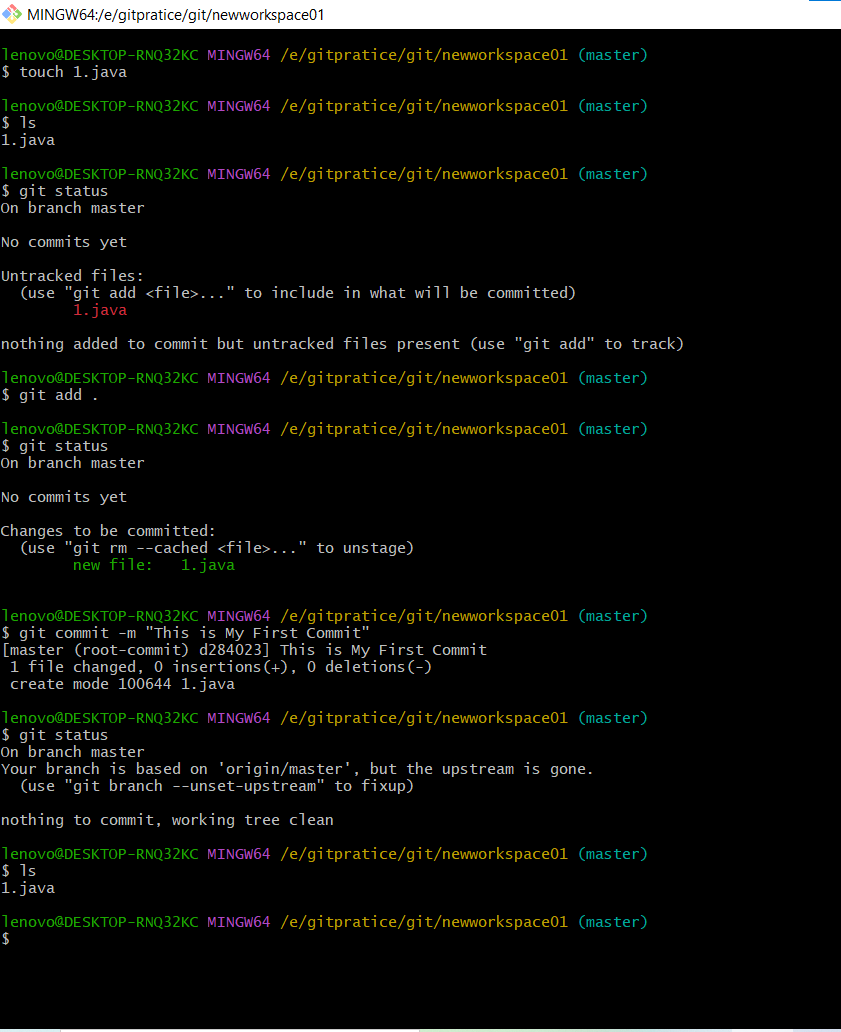 MINGW64:/e/gitpratice/git/newworkspace01
lenovo@DESKTOP-RNQ32KC MINGW64 /e/gitpratice/git/newworkspace01 (master)
$ touch 1.java
lenovo@DESKTOP-RNQ32KC MINGW64 /e/gitpratice/git/newworkspace01 (master)
$ ls
1.java
lenovo@DESKTOP-RNQ32KC MINGW64 /e/gitpratice/git/newworkspace01 (master)
$ git status
On branch master
No commits yet
Untracked files:
  (use "git add <file>..." to include in what will be committed)
        1.java
nothing added to commit but untracked files present (use "git add" to track)
lenovo@DESKTOP-RNQ32KC MINGW64 /e/gitpratice/git/newworkspace01 (master)
$ git add .
lenovo@DESKTOP-RNQ32KC MINGW64 /e/gitpratice/git/newworkspace01 (master)
$ git status
On branch master
No commits yet
Changes to be committed:
  (use "git rm --cached <file>..." to unstage)
        new file:   1.java
lenovo@DESKTOP-RNQ32KC MINGW64 /e/gitpratice/git/newworkspace01 (master)
$ git commit -m "This is My First Commit"
[master (root-commit) d284023] This is My First Commit
 1 file changed, 0 insertions(+), 0 deletions(-)
 create mode 100644 1.java
lenovo@DESKTOP-RNQ32KC MINGW64 /e/gitpratice/git/newworkspace01 (master)
$ git status
On branch master
Your branch is based on 'origin/master', but the upstream is gone.
  (use "git branch --unset-upstream" to fixup)
nothing to commit, working tree clean
lenovo@DESKTOP-RNQ32KC MINGW64 /e/gitpratice/git/newworkspace01 (master)
$ ls
1.java
lenovo@DESKTOP-RNQ32KC MINGW64 /e/gitpratice/git/newworkspace01 (master)
$